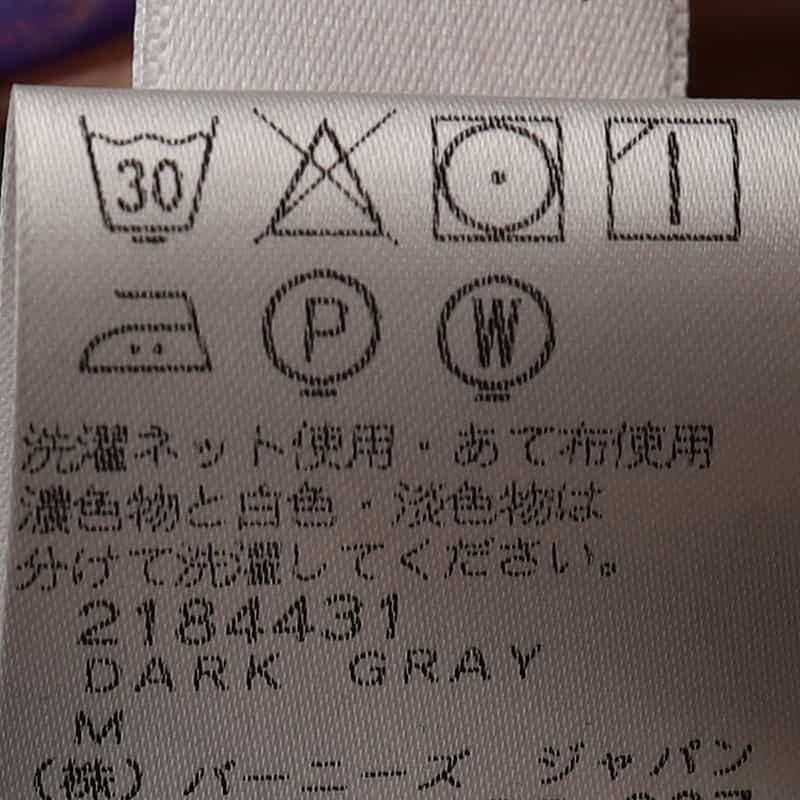 30
P
W
洗濯ネット使用・あて布使用
濃色物と白色・淡色物は
分けて洗濯してください。
2184431
DARK GRAY
M
(株) バーニーズ ジャパン